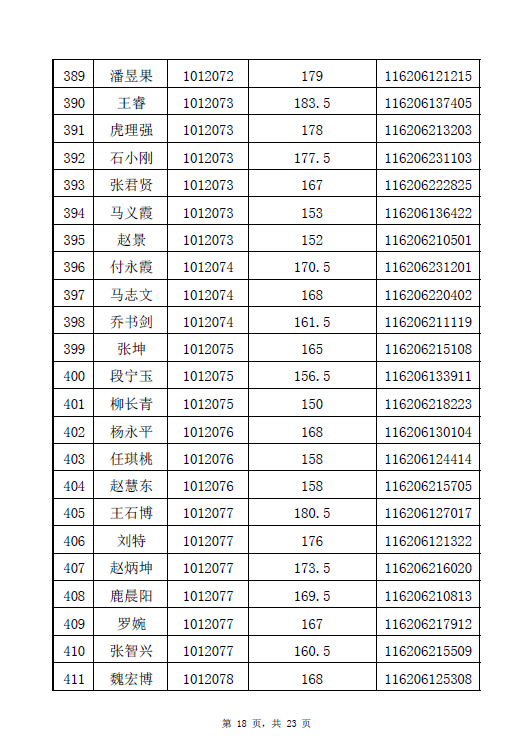 389 潘昱果 1012072 179 116206121215
390 王睿 1012073 183.5 116206137405
391 虎理强 1012073 178 116206213203
392 石小刚 1012073 177.5 116206231103
393 张君贤 1012073 167 116206222825
394 马义霞 1012073 153 116206136422
395 赵景 1012073 152 116206210501
396 付永霞 1012074 170.5 116206231201
397 马志文 1012074 168 116206220402
398 乔书剑 1012074 161.5 116206211119
399 张坤 1012075 165 116206215108
400 段宁玉 1012075 156.5 116206133911
401 柳长青 1012075 150 116206218223
402 杨永平 1012076 168 116206130104
403 任琪桃 1012076 158 116206124414
404 赵慧东 1012076 158 116206215705
405 王石博 1012077 180.5 116206127017
406 刘特 1012077 176 116206121322
407 赵炳坤 1012077 173.5 116206216020
408 鹿晨阳 1012077 169.5 116206210813
409 罗婉 1012077 167 116206217912
410 张智兴 1012077 160.5 116206215509
411 魏宏博 1012078 168 116206125308
第 18 页，共 23 页